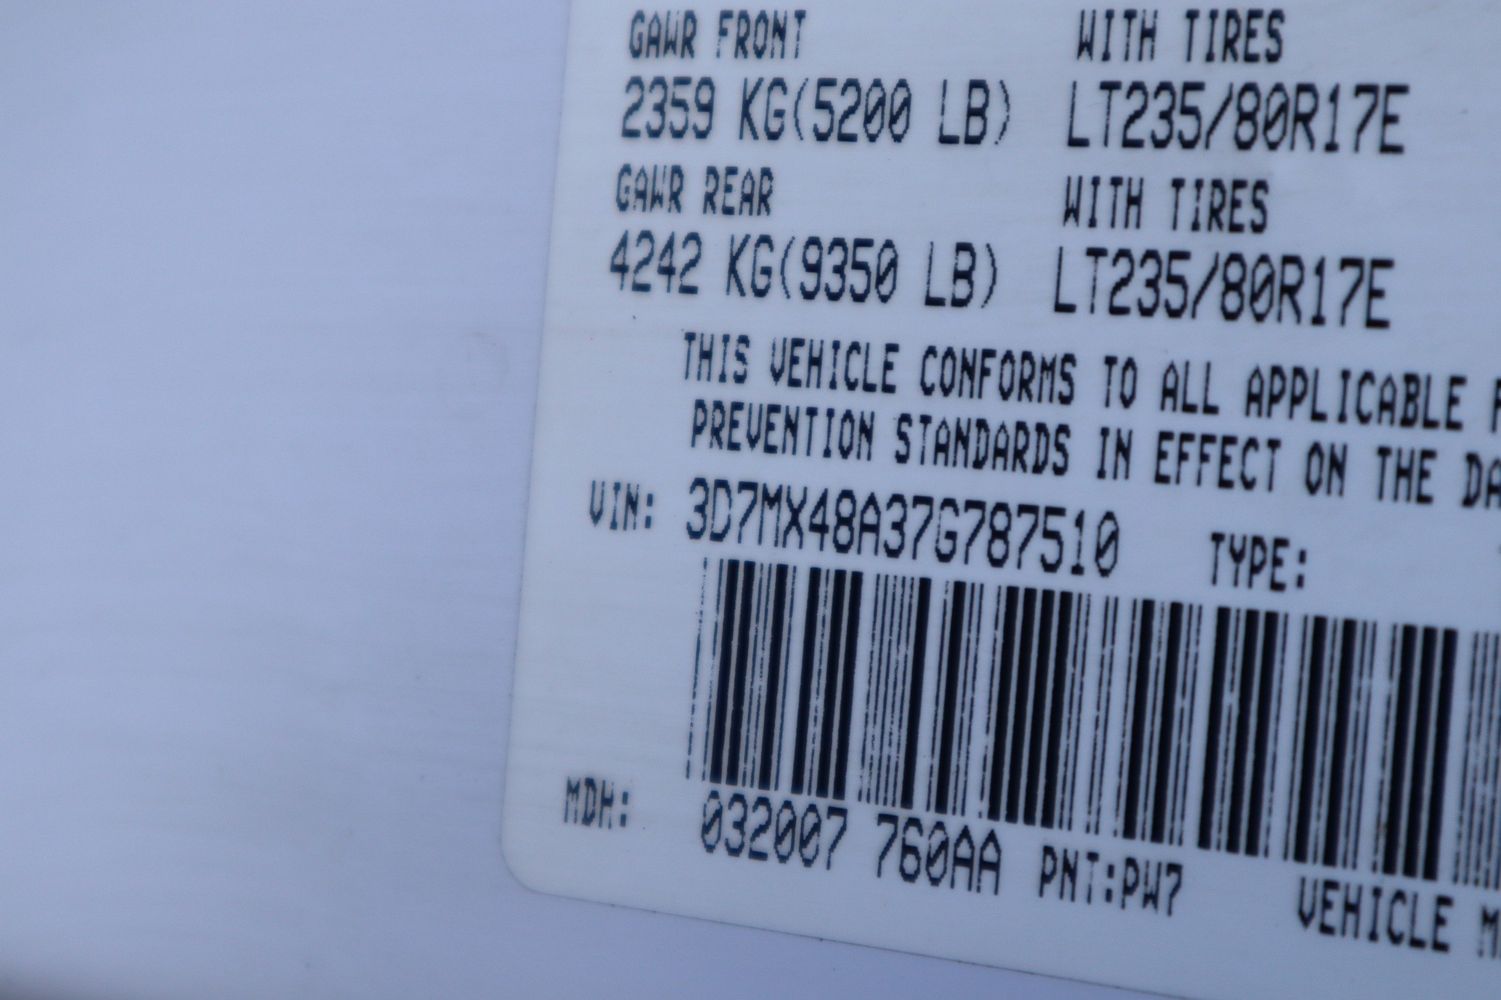 GAWR FRONT WITH TIRES
2359 KG(5200 LB) LT235/80R17E
GAWR REAR WITH TIRES
4242 KG(9350 LB) LT235/80R17E
THIS VEHICLE CONFORMS TO ALL APPLICABLE
PREVENTION STANDARDS IN EFFECT ON THE
VIN: 3D7MX48A37G787510 TYPE:
MDH: 032007 760AA PNT:PW7 VEHICLE